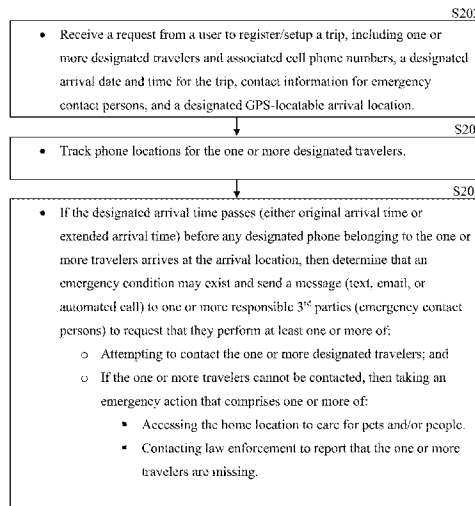 S202
• Receive a request from a user to register/setup a trip, including one or
more designated travelers and associated cell phone numbers, a designated
arrival date and time for the trip, contact information for emergency
contact persons, and a designated GPS-locatable arrival location.
S20
• Track phone locations for the one or more designated travelers.
S20
• If the designated arrival time passes (either original arrival time or
extended arrival time) before any designated phone belonging to the one or
more travelers arrives at the arrival location, then determine that an
emergency condition may exist and send a message (text, email,
or automated call) to one or more responsible 3rd parties (emergency contact
persons) to request that they perform at least one or more of:
○ Attempting to contact the one or more designated travelers; and
○ If the one or more travelers cannot be contacted, then taking an
emergency action that comprises one or more of:
▪ Accessing the home location to care for pets and/or people.
▪ Contacting law enforcement to report that the one or more
travelers are missing.